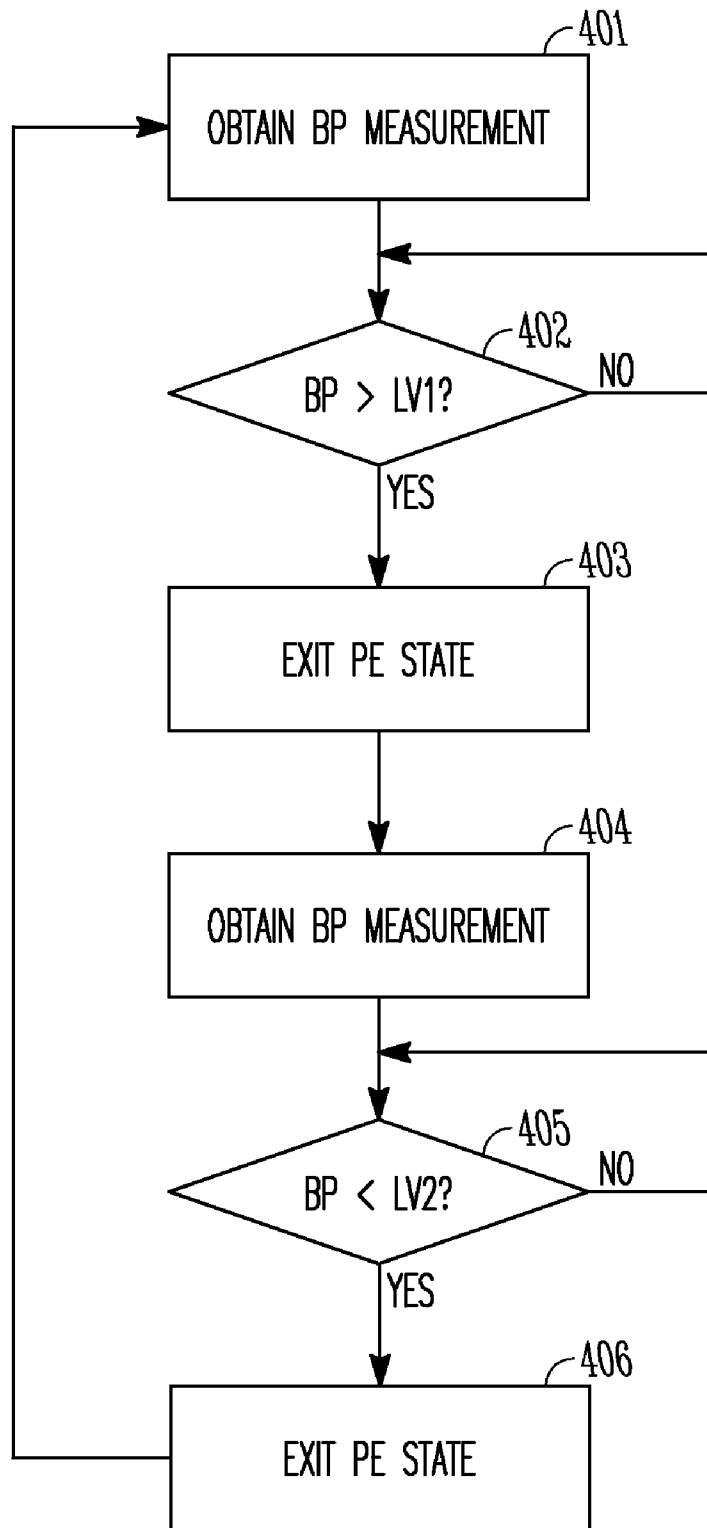 401
OBTAIN BP MEASUREMENT
402
BP > LV1?
NO
YES
403
EXIT PE STATE
404
OBTAIN BP MEASUREMENT
405
BP < LV2?
NO
YES
406
EXIT PE STATE